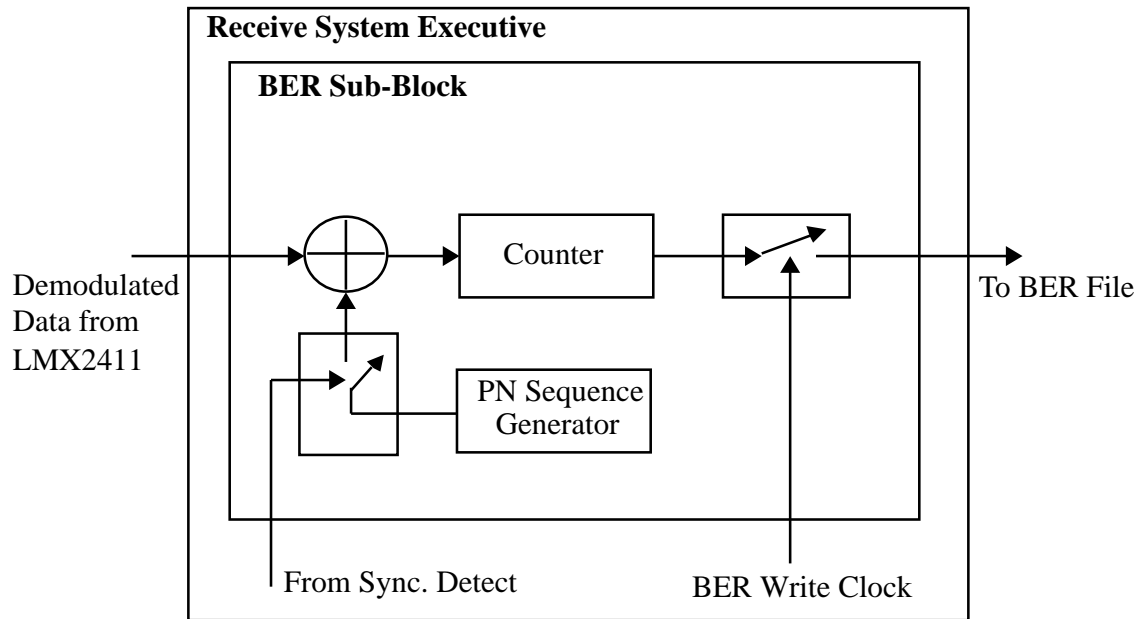 Receive System Executive
BER Sub-Block
Counter
Demodulated
Data from
LMX2411
To BER File
PN Sequence
Generator
From Sync. Detect
BER Write Clock